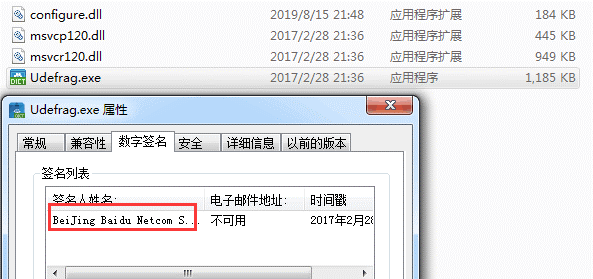 configure.dll 2019/8/15 21:48 应用程序扩展 184 KB
msvcp120.dll 2017/2/28 21:36 应用程序扩展 445 KB
msvcr120.dll 2017/2/28 21:36 应用程序扩展 949 KB
DICT Udefrag.exe 2017/2/28 21:36 应用程序 1,185 KB
Udefrag.exe 属性
常规 兼容性 数字签名 安全 详细信息 以前的版本
签名列表
签名人姓名: 电子邮件地址: 时间戳
BeiJing Baidu Netcom S... 不可用 2017年2月28